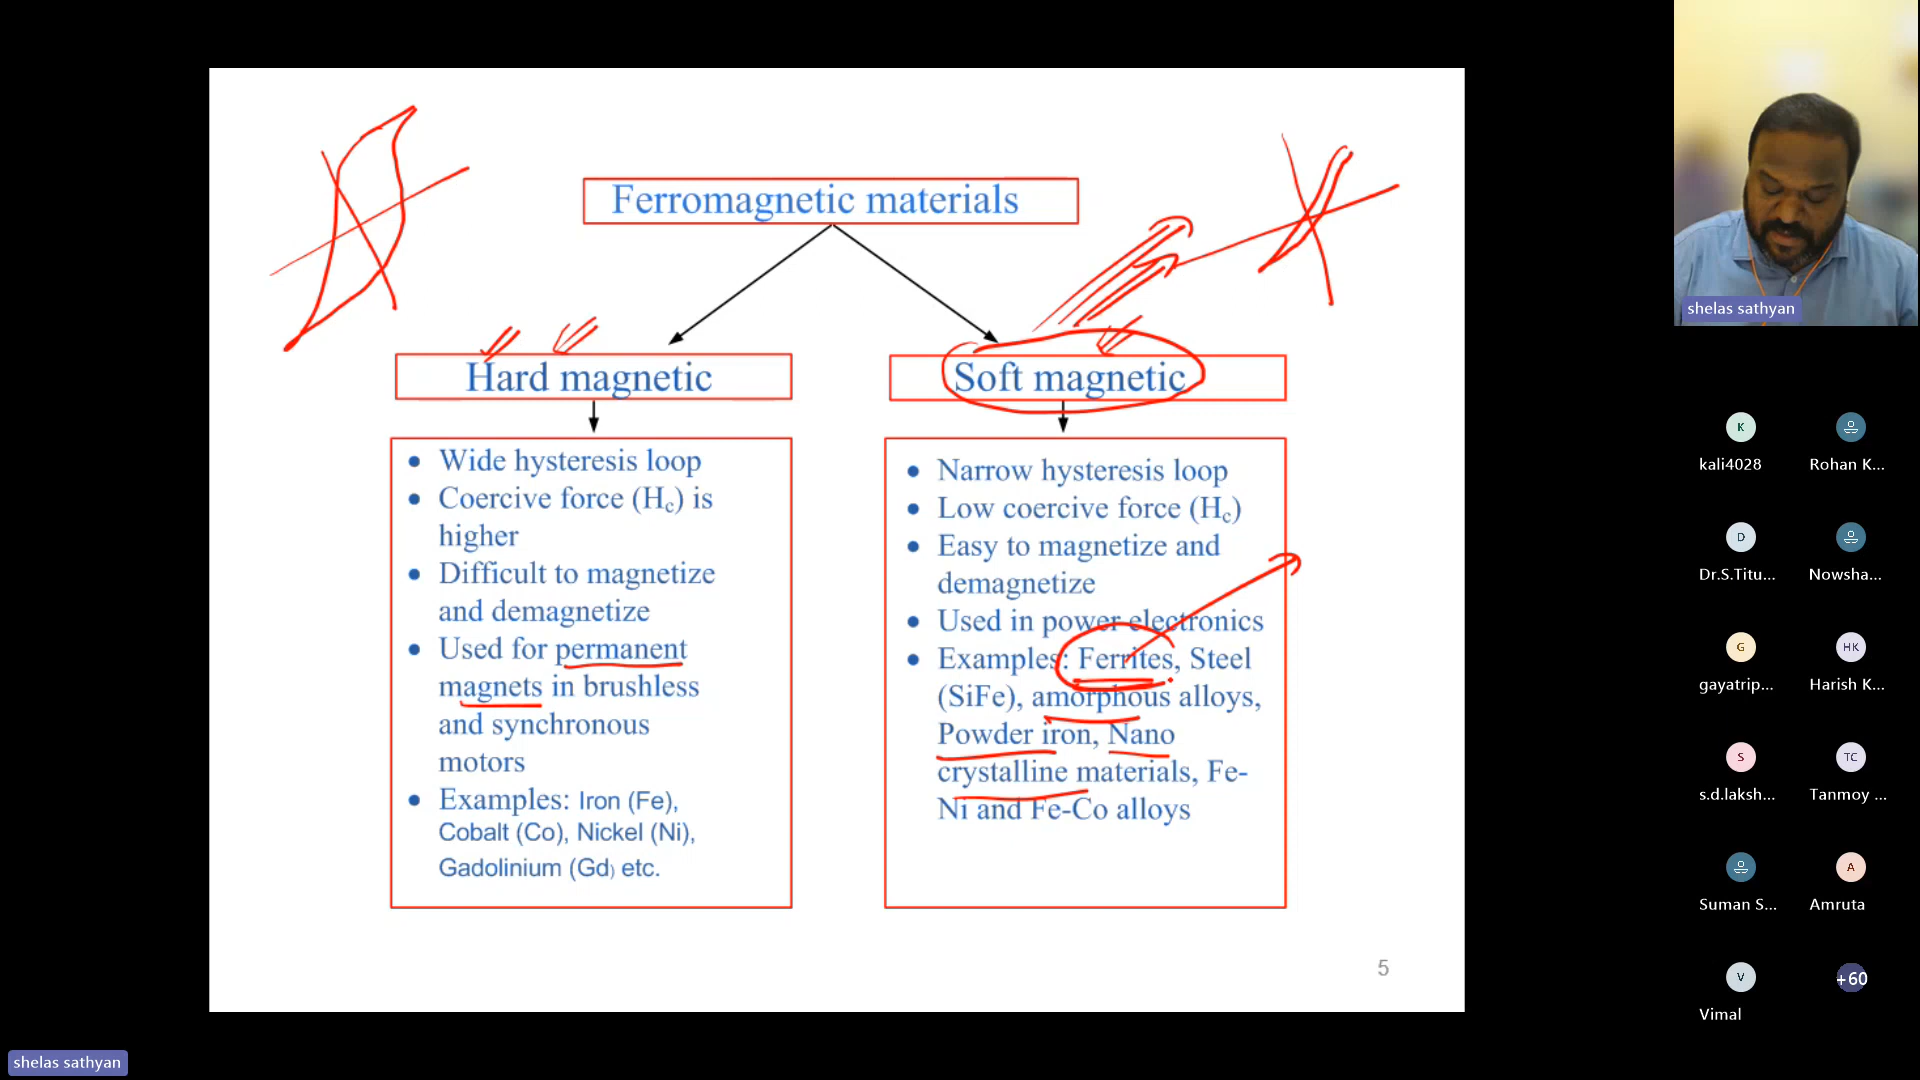 Ferromagnetic materials
Hard magnetic
• Wide hysteresis loop
• Coercive force (Hc) is
higher
• Difficult to magnetize
and demagnetize
• Used for permanent
magnets in brushless
and synchronous
motors
• Examples: Iron (Fe),
Cobalt (Co), Nickel (Ni),
Gadolinium (Gd) etc.
Soft magnetic
• Narrow hysteresis loop
• Low coercive force (Hc)
• Easy to magnetize and
demagnetize
• Used in power electronics
• Examples: Ferrites, Steel
(SiFe), amorphous alloys,
Powder iron, Nano
crystalline materials, Fe-
Ni and Fe-Co alloys
5
shelas sathyan
K
kali4028
Rohan K...
D
Dr.S.Titu...
Nowsha...
G
gayatrip...
HK
Harish K...
S
s.d.laksh...
TC
Tanmoy ...
Suman S...
A
Amruta
V
Vimal
+60
shelas sathyan